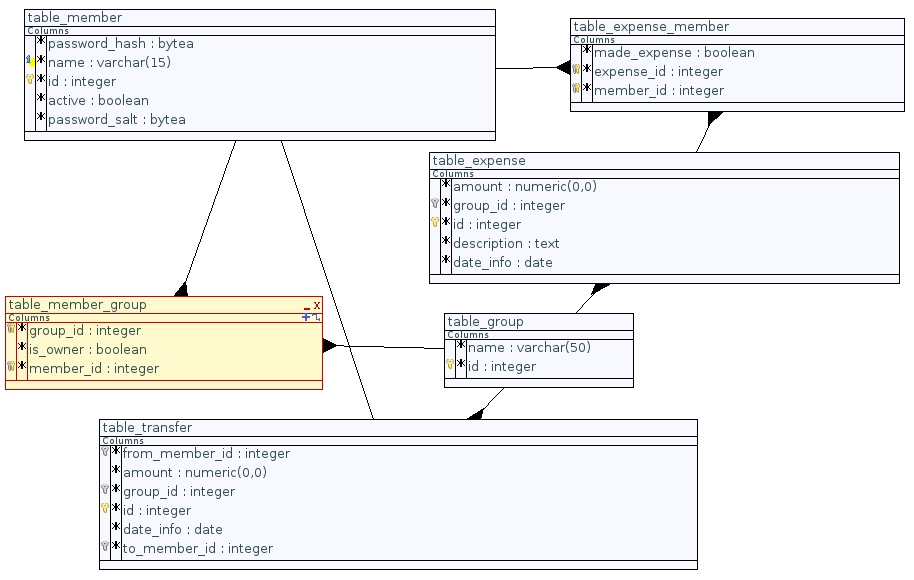 table_member
Columns
password_hash : bytea
name : varchar(15)
id : integer
active : boolean
password_salt : bytea
table_expense_member
Columns
made_expense : boolean
expense_id : integer
member_id : integer
table_expense
Columns
amount : numeric(0,0)
group_id : integer
id : integer
description : text
date_info : date
table_member_group
Columns
group_id : integer
is_owner : boolean
member_id : integer
table_group
Columns
name : varchar(50)
id : integer
table_transfer
Columns
from_member_id : integer
amount : numeric(0,0)
group_id : integer
id : integer
date_info : date
to_member_id : integer